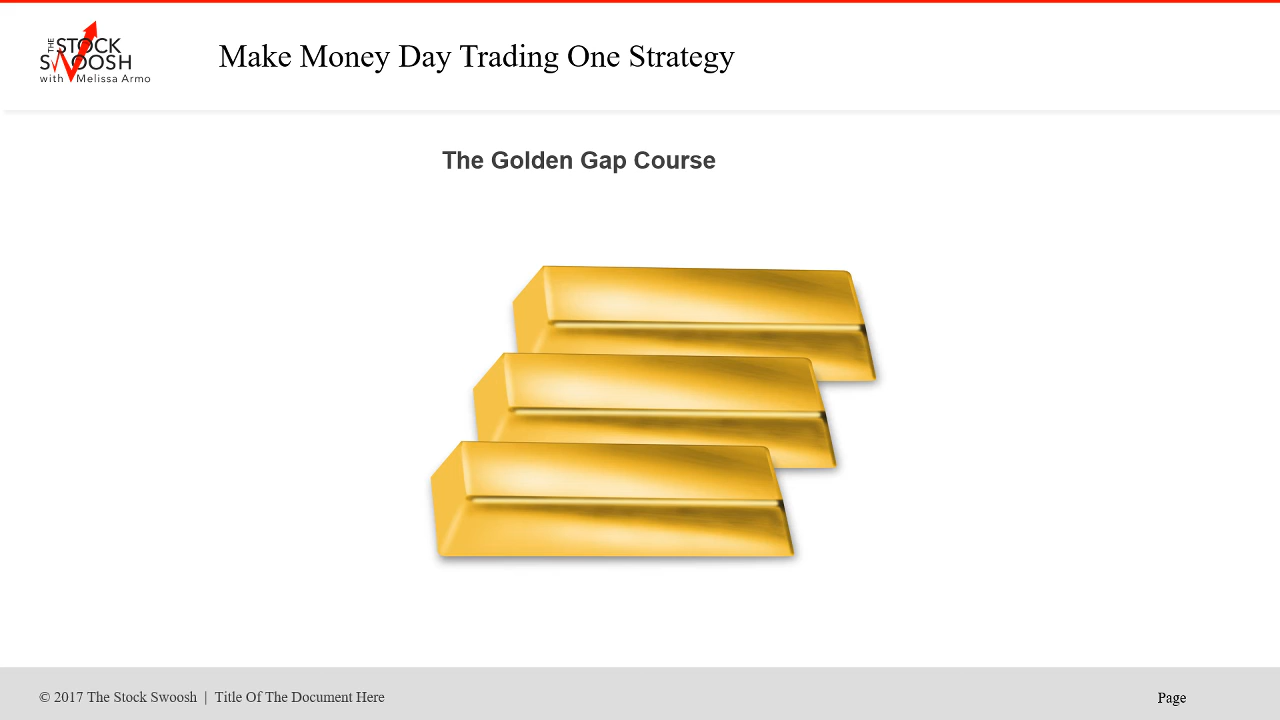 THE
STOCK
SWOOSH
with Melissa Armo
Make Money Day Trading One Strategy
The Golden Gap Course
© 2017 The Stock Swoosh | Title Of The Document Here
Page